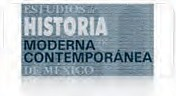 ESTUDIOS DE
HISTORIA
MODERNA
CONTEMPORÁNEA
DE MÉXICO